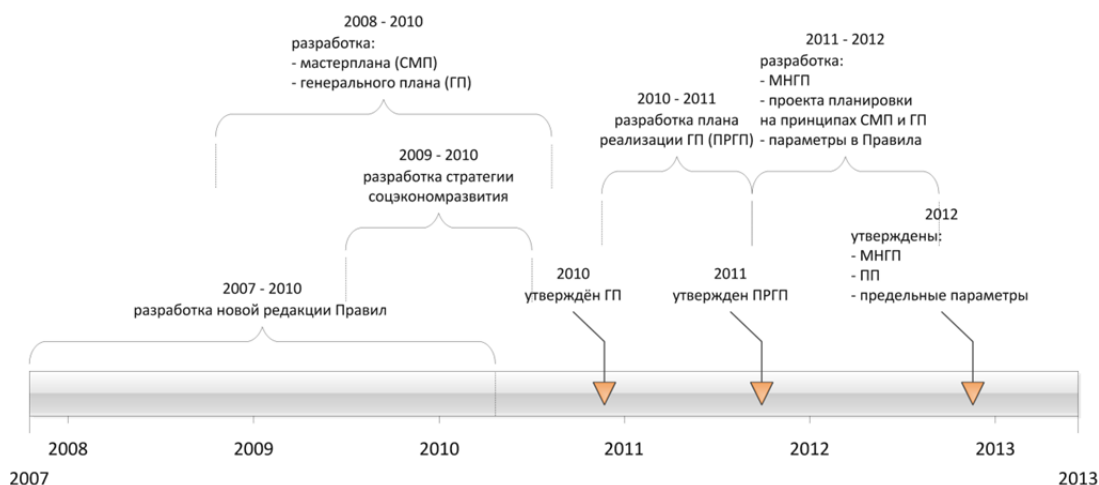 2008 - 2010
разработка:
- мастерплана (СМП)
- генерального плана (ГП)
2009 - 2010
разработка стратегии
соцэкономразвития
2007 - 2010
разработка новой редакции Правил
2010
утверждён ГП
2010 - 2011
разработка плана
реализации ГП (ПРГП)
2011
утвержден ПРГП
2011 - 2012
разработка:
- МНГП
- проекта планировки
на принципах СМП и ГП
- параметры в Правила
2012
утверждены:
- МНГП
- ПП
- предельные параметры
2008
2009
2010
2011
2012
2013
2007
2013